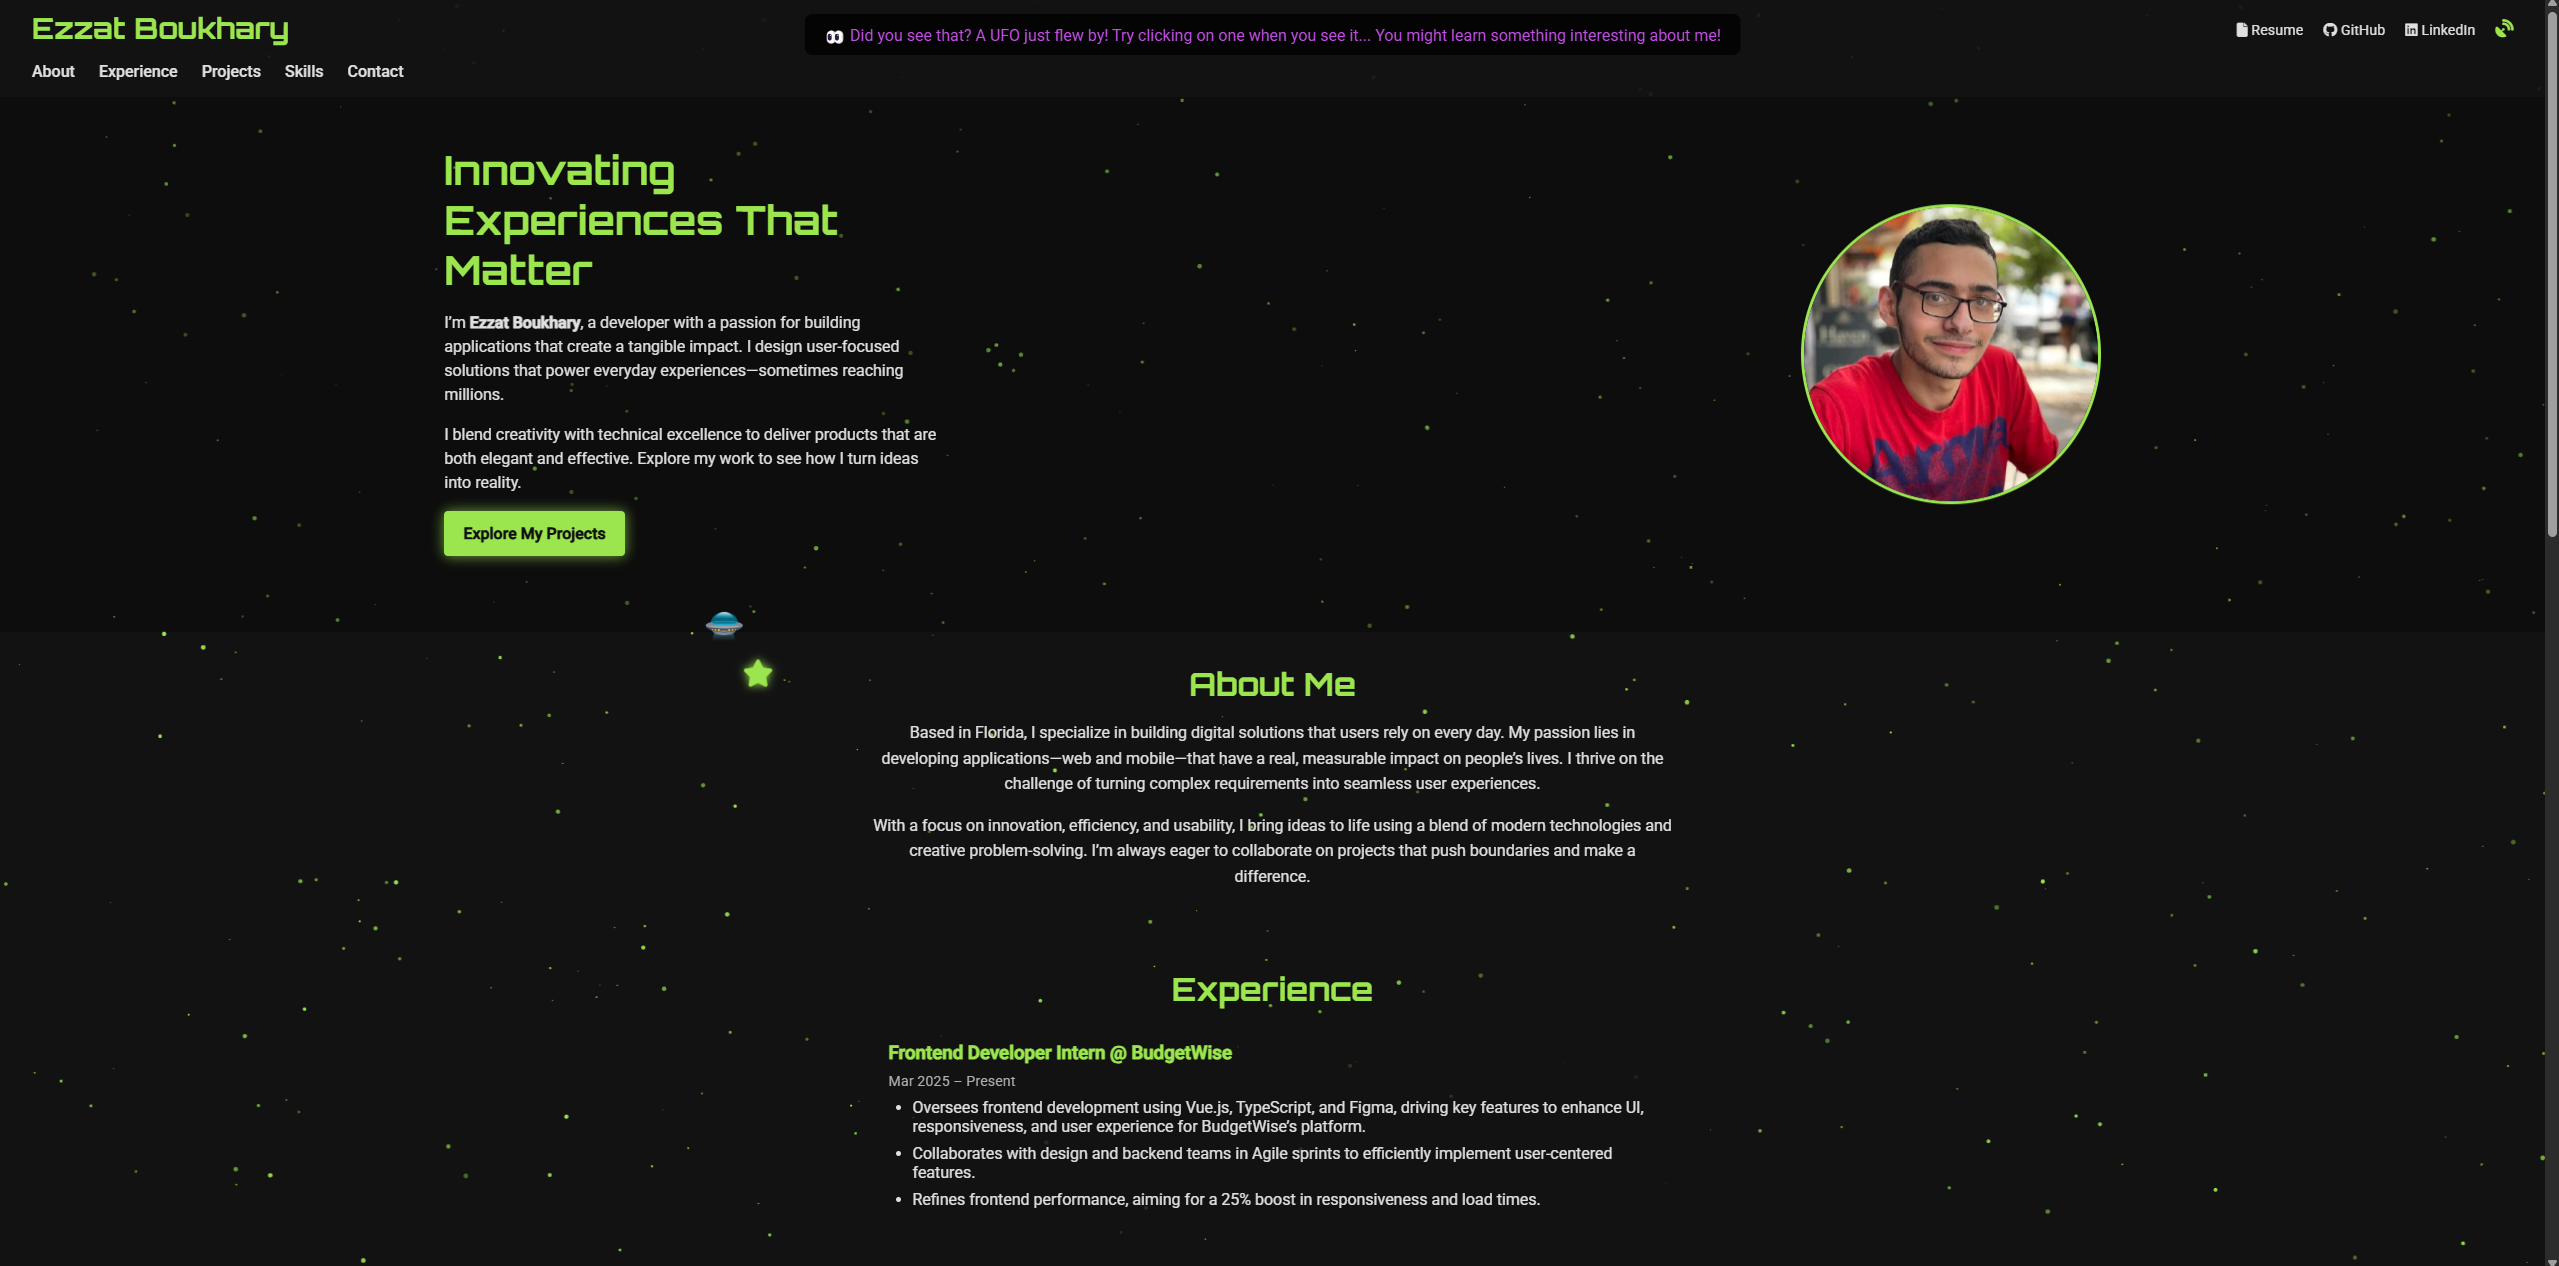 Ezzat Boukhary
👀 Did you see that? A UFO just flew by! Try clicking on one when you see it... You might learn something interesting about me!
Resume
GitHub
LinkedIn
About
Experience
Projects
Skills
Contact
Innovating
Experiences That
Matter
I’m Ezzat Boukhary, a developer with a passion for building
applications that create a tangible impact. I design user-focused
solutions that power everyday experiences—sometimes reaching
millions.
I blend creativity with technical excellence to deliver products that are
both elegant and effective. Explore my work to see how I turn ideas
into reality.
Explore My Projects
About Me
Based in Florida, I specialize in building digital solutions that users rely on every day. My passion lies in
developing applications—web and mobile—that have a real, measurable impact on people’s lives. I thrive on the
challenge of turning complex requirements into seamless user experiences.
With a focus on innovation, efficiency, and usability, I bring ideas to life using a blend of modern technologies and
creative problem-solving. I’m always eager to collaborate on projects that push boundaries and make a
difference.
Experience
Frontend Developer Intern @ BudgetWise
Mar 2025 – Present
• Oversees frontend development using Vue.js, TypeScript, and Figma, driving key features to enhance UI,
responsiveness, and user experience for BudgetWise’s platform.
• Collaborates with design and backend teams in Agile sprints to efficiently implement user-centered
features.
• Refines frontend performance, aiming for a 25% boost in responsiveness and load times.